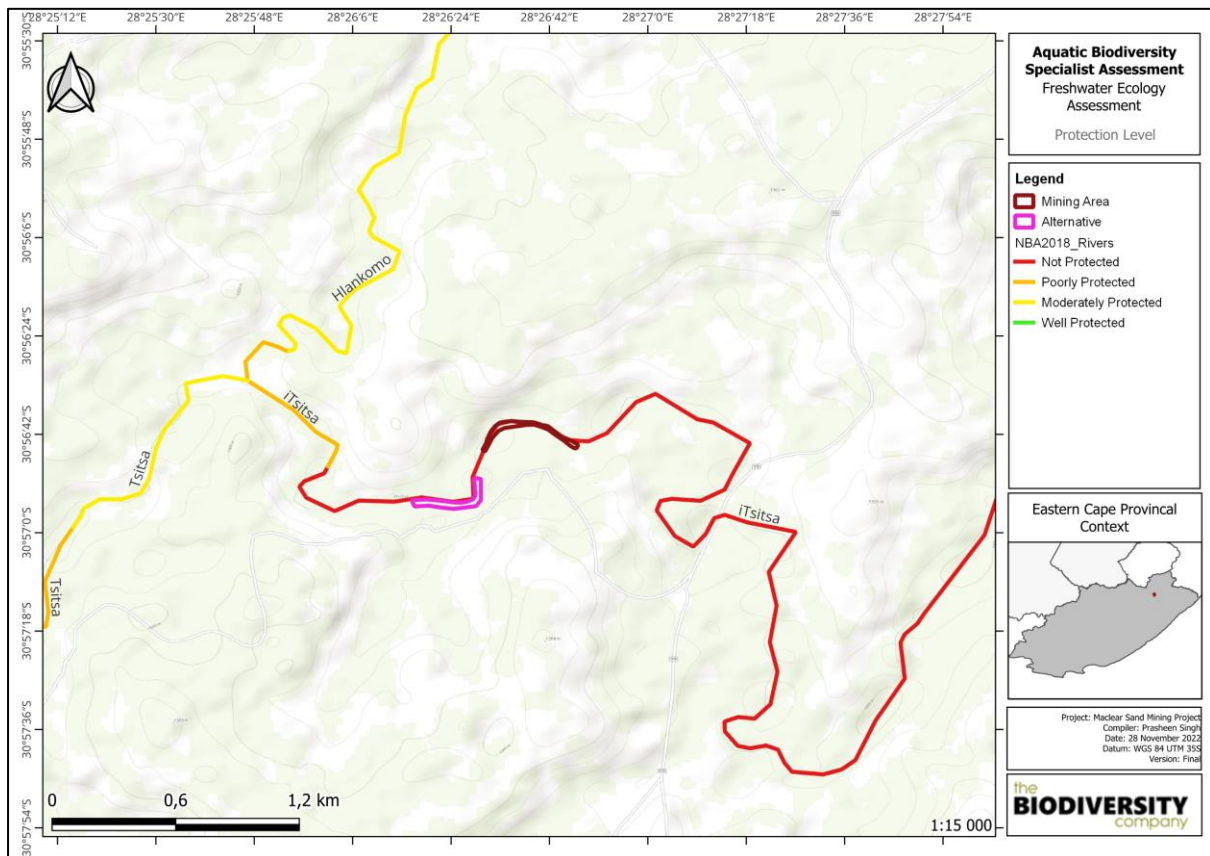 28°25'12"E
28°25'30"E
28°25'48"E
28°26'6"E
28°26'24"E
28°26'42"E
28°27'0"E
28°27'18"E
28°27'36"E
28°27'54"E
30°55'30"S
30°55'48"S
30°56'6"S
30°56'24"S
30°56'42"S
30°57'0"S
30°57'18"S
30°57'36"S
30°57'54"S
Hlankomo
iTsitsa
Tsitsa
iTsitsa
Tsitsa
0
0,6
1,2 km
1:15 000
Aquatic Biodiversity
Specialist Assessment
Freshwater Ecology
Assessment
Protection Level
Legend
Mining Area
Alternative
NBA2018_Rivers
Not Protected
Poorly Protected
Moderately Protected
Well Protected
Eastern Cape Provincal
Context
Project: Maclear Sand Mining Project
Compiler: Prasheen Singh
Date: 28 November 2022
Datum: WGS 84 UTM 35S
Version: Final
the
BIODIVERSITY
company